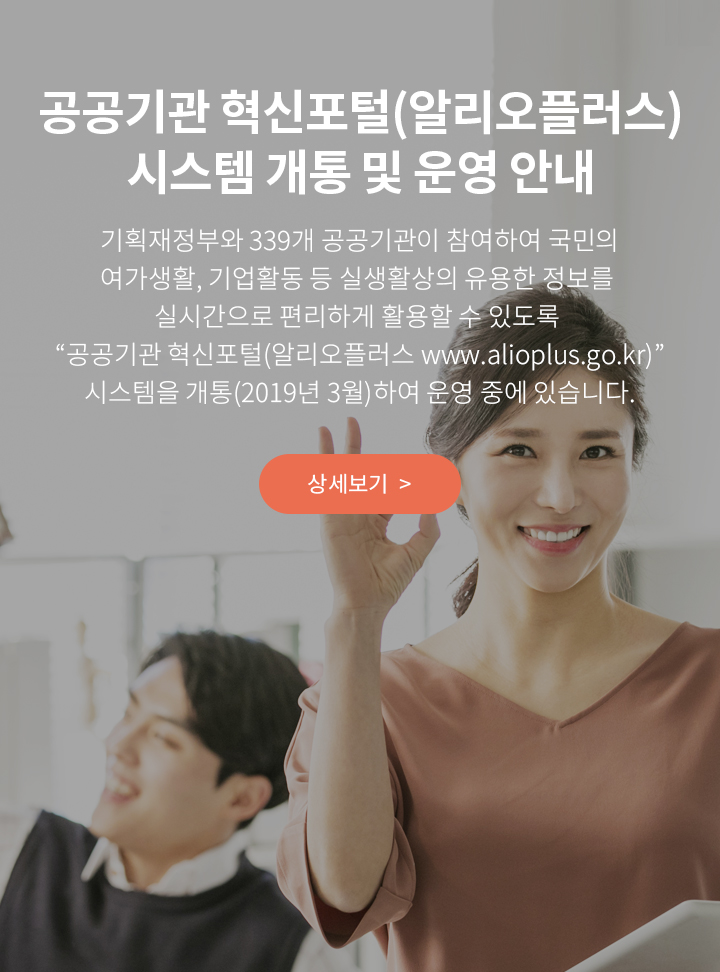 공공기관 혁신포털(알리오플러스)
시스템 개통 및 운영 안내
기획재정부와 339개 공공기관이 참여하여 국민의
여가생활, 기업활동 등 실생활상의 유용한 정보를
실시간으로 편리하게 활용할 수 있도록
“공공기관 혁신포털(알리오플러스 www.alioplus.go.kr)”
시스템을 개통(2019년 3월)하여 운영 중에 있습니다.
상세보기 >